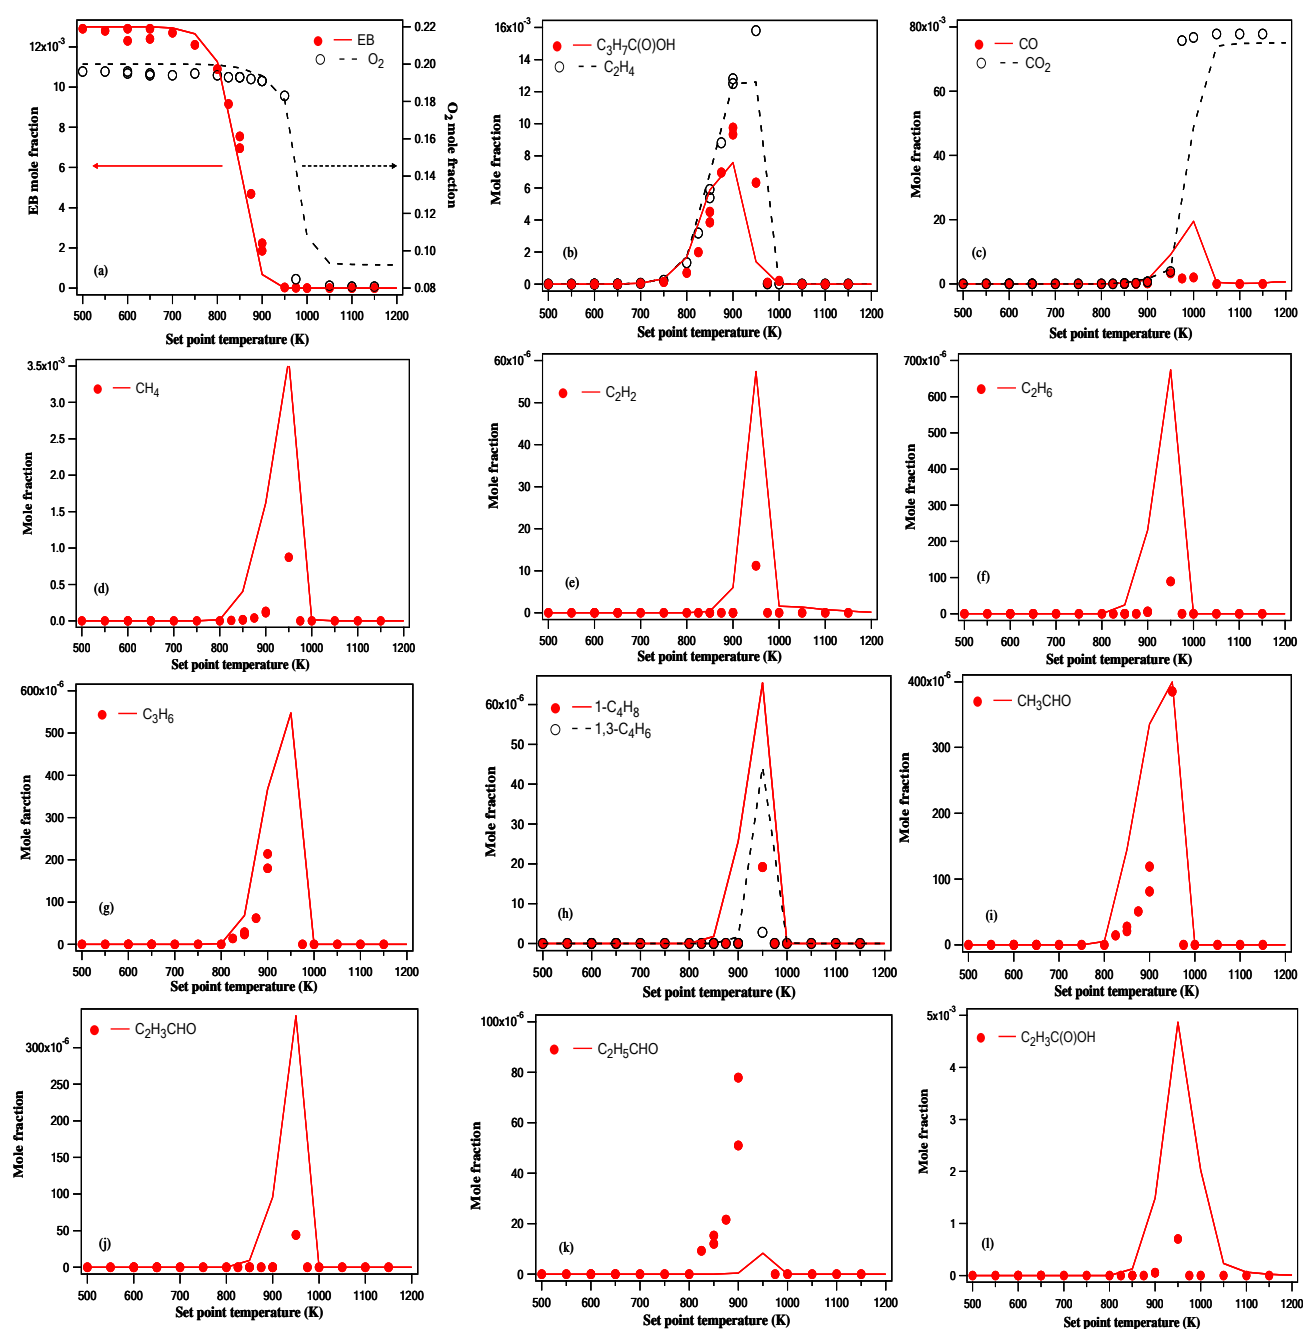 12x10⁻³
10
8
6
4
2
0
EB mole fraction
EB
O₂
(a)
0.22
0.20
0.18
0.16
0.14
0.12
0.10
0.08
O₂ mole fraction
500 600 700 800 900 1000 1100 1200
Set point temperature (K)
16x10⁻³
14
12
10
8
6
4
2
0
Mole fraction
C₃H₇C(O)OH
C₂H₄
(b)
500 600 700 800 900 1000 1100 1200
Set point temperature (K)
80x10⁻³
60
40
20
0
Mole fraction
CO
CO₂
(c)
500 600 700 800 900 1000 1100 1200
Set point temperature (K)
3.5x10⁻³
3.0
2.5
2.0
1.5
1.0
0.5
0.0
Mole fraction
CH₄
(d)
500 600 700 800 900 1000 1100 1200
Set point temperature (K)
60x10⁻⁶
50
40
30
20
10
0
Mole fraction
C₂H₂
(e)
500 600 700 800 900 1000 1100 1200
Set point temperature (K)
700x10⁻⁶
600
500
400
300
200
100
0
Mole fraction
C₂H₆
(f)
500 600 700 800 900 1000 1100 1200
Set point temperature (K)
600x10⁻⁶
500
400
300
200
100
0
Mole farction
C₃H₆
(g)
500 600 700 800 900 1000 1100 1200
Set point temperature (K)
60x10⁻⁶
50
40
30
20
10
0
Mole fraction
1-C₄H₈
1,3-C₄H₆
(h)
500 600 700 800 900 1000 1100 1200
Set point temperature (K)
400x10⁻⁶
300
200
100
0
Mole fraction
CH₃CHO
(i)
500 600 700 800 900 1000 1100 1200
Set point temperature (K)
300x10⁻⁶
250
200
150
100
50
0
Mole fraction
C₂H₃CHO
(j)
500 600 700 800 900 1000 1100 1200
Set point temperature (K)
100x10⁻⁶
80
60
40
20
0
Mole fraction
C₂H₅CHO
(k)
500 600 700 800 900 1000 1100 1200
Set point temperature (K)
5x10⁻³
4
3
2
1
0
Mole fraction
C₂H₃C(O)OH
(l)
500 600 700 800 900 1000 1100 1200
Set point temperature (K)